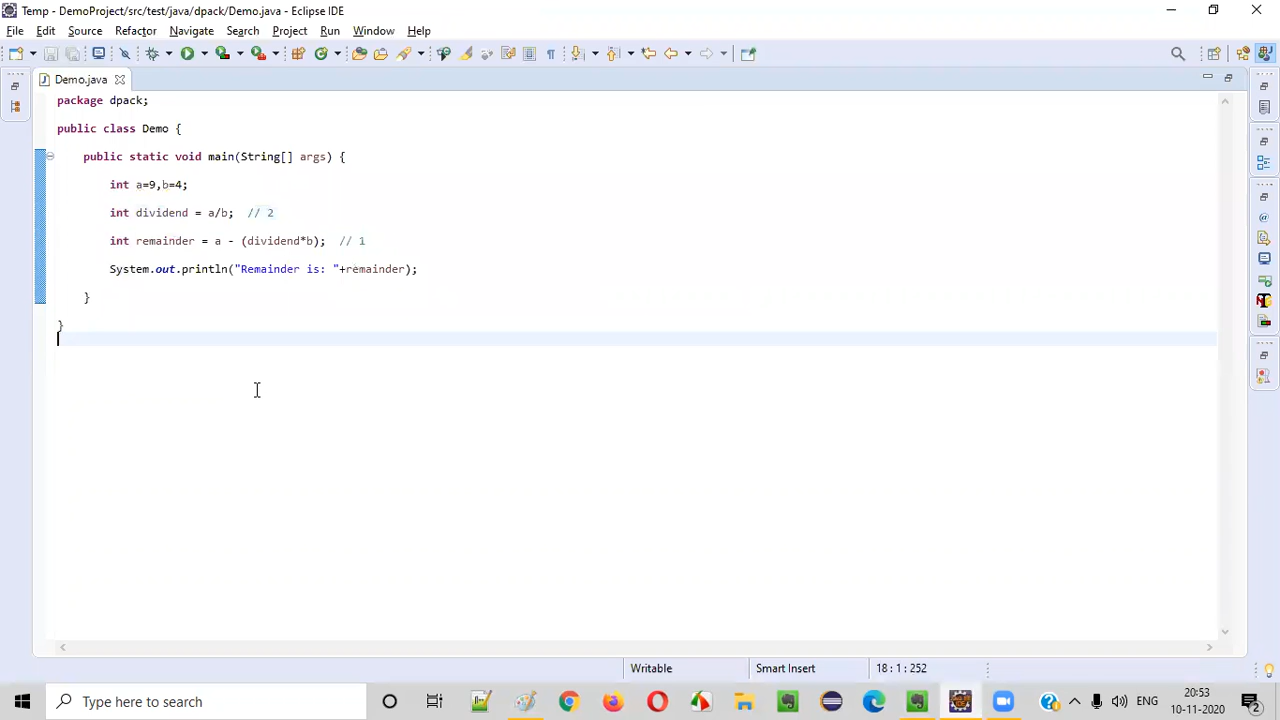 Temp - DemoProject/src/test/java/dpack/Demo.java - Eclipse IDE
File Edit Source Refactor Navigate Search Project Run Window Help
Demo.java
package dpack;
public class Demo {
public static void main(String[] args) {
int a=9,b=4;
int dividend = a/b;  // 2
int remainder = a - (dividend*b);  // 1
System.out.println("Remainder is: "+remainder);
}
}
Writable Smart Insert 18 : 1 : 252
Type here to search
ENG
20:53
10-11-2020
2